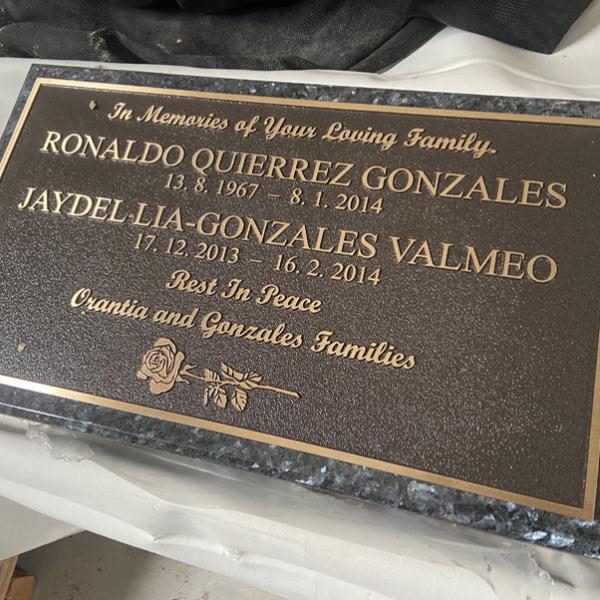 In Memories of Your Loving Family.
RONALDO QUIERREZ GONZALES
13. 8. 1967 – 8. 1. 2014
JAYDEL-LIA-GONZALES VALMEO
17. 12. 2013 – 16. 2. 2014
Rest In Peace
Orantia and Gonzales Families